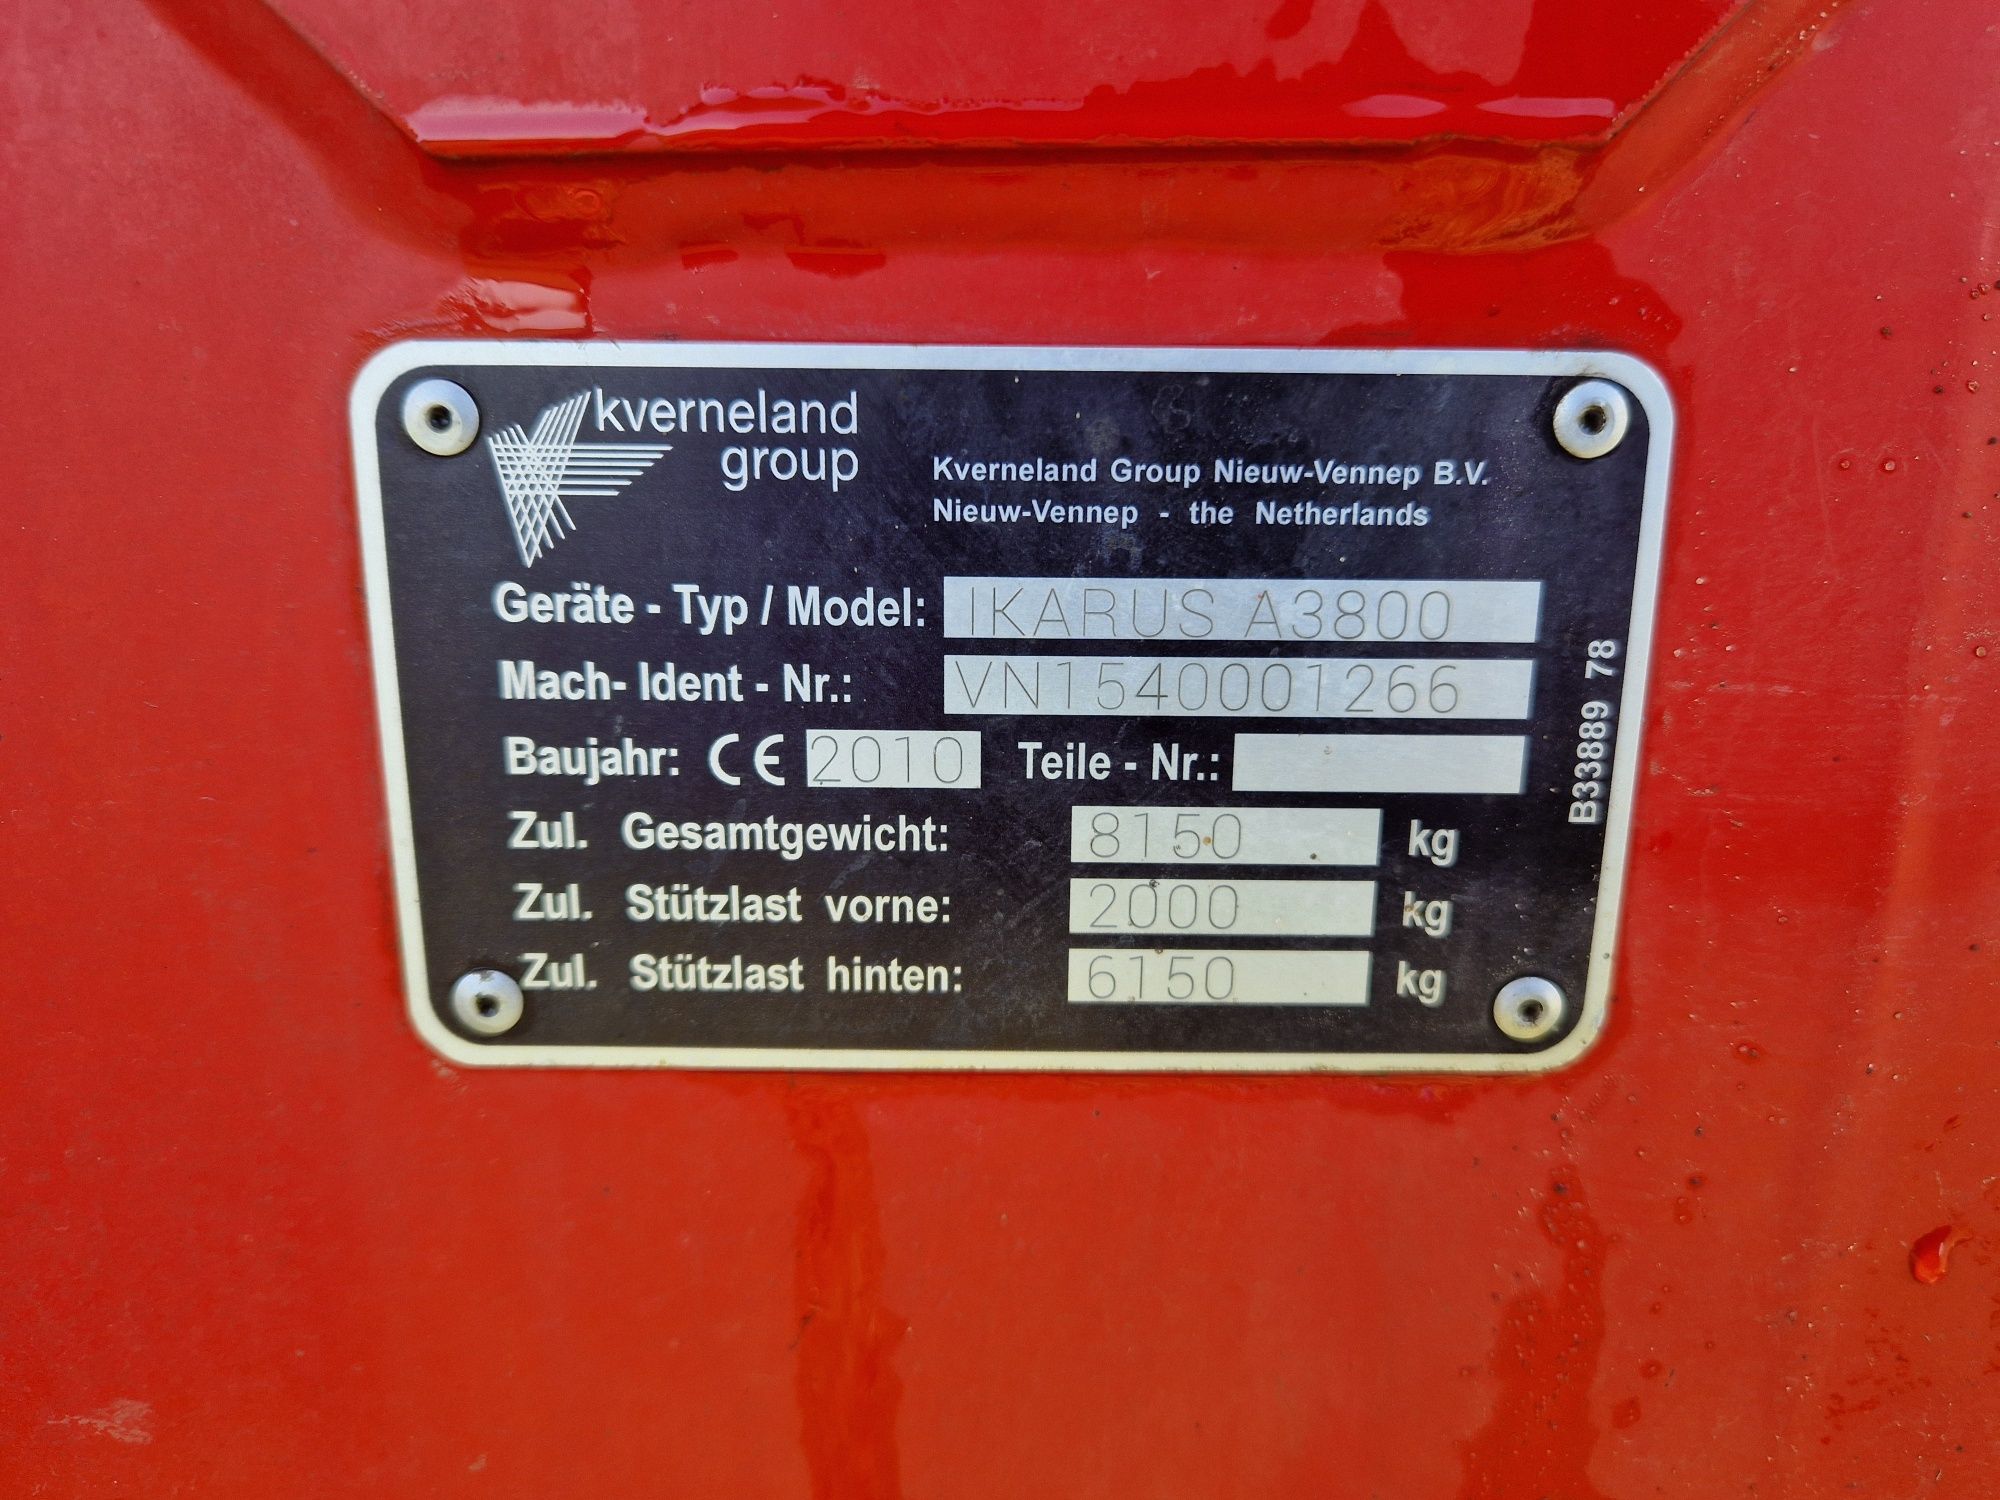 kverneland
group
Kverneland Group Nieuw-Vennep B.V.
Nieuw-Vennep - the Netherlands
Geräte - Typ / Model: IKARUS A3800
Mach- Ident - Nr.: VN1540001266
Baujahr: CE 2010 Teile - Nr.:
Zul. Gesamtgewicht: 8150 kg
Zul. Stützlast vorne: 2000 kg
Zul. Stützlast hinten: 6150 kg
B33889 78